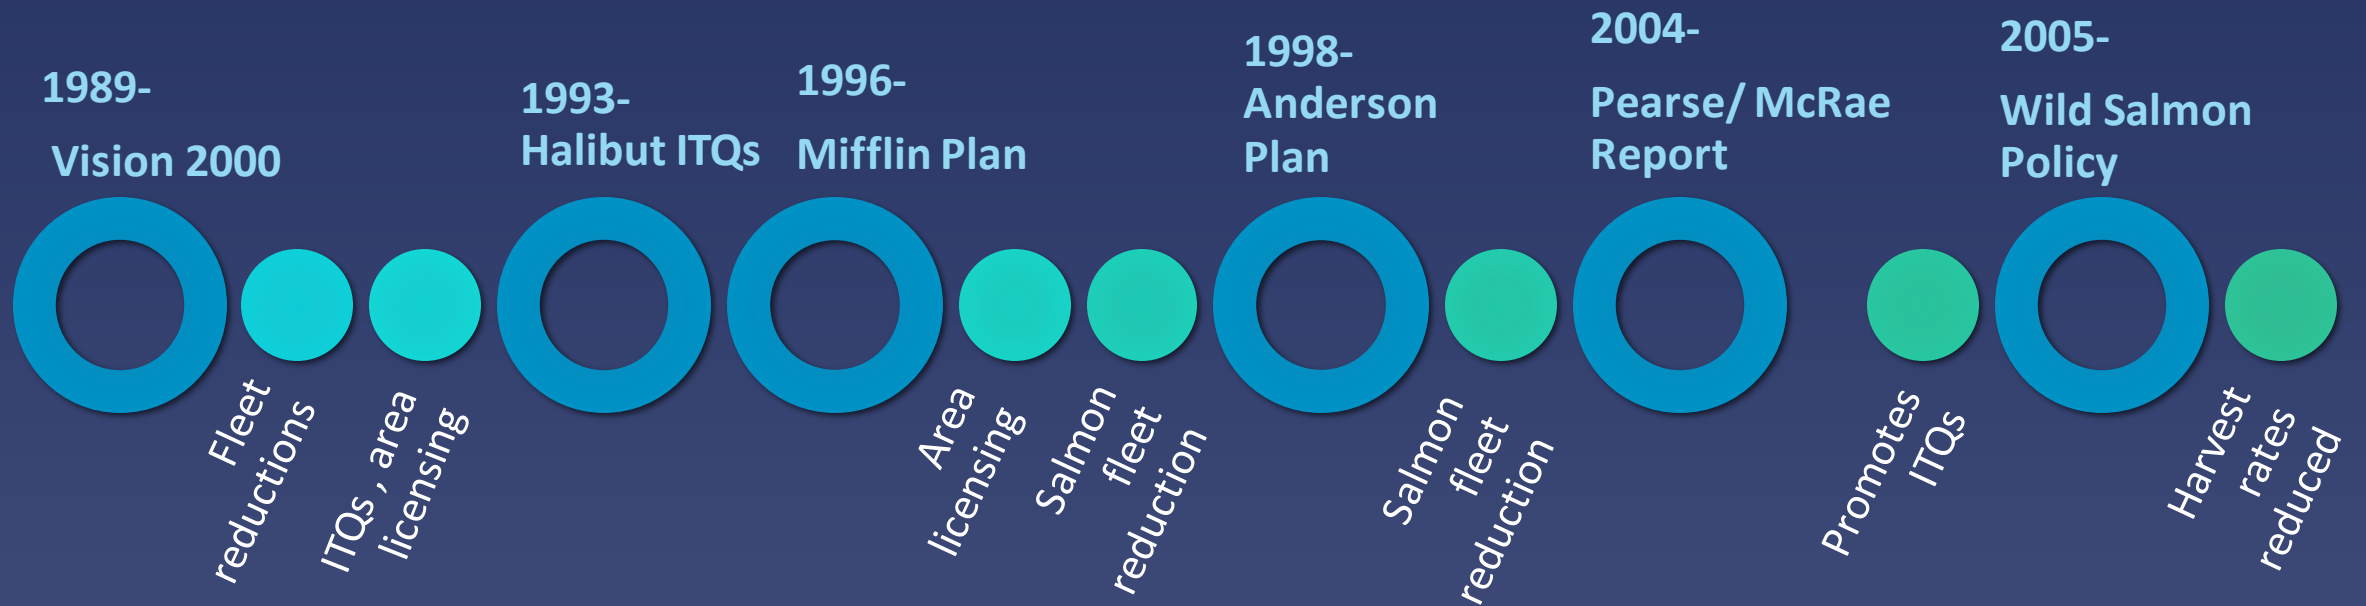 1989-
Vision 2000
Fleet
reductions
ITQs , area
licensing
1993-
Halibut ITQs
1996-
Mifflin Plan
Area
licensing
Salmon
fleet
reduction
1998-
Anderson
Plan
Salmon
fleet
reduction
2004-
Pearse/ McRae
Report
Promotes
ITQs
2005-
Wild Salmon
Policy
Harvest
rates
reduced